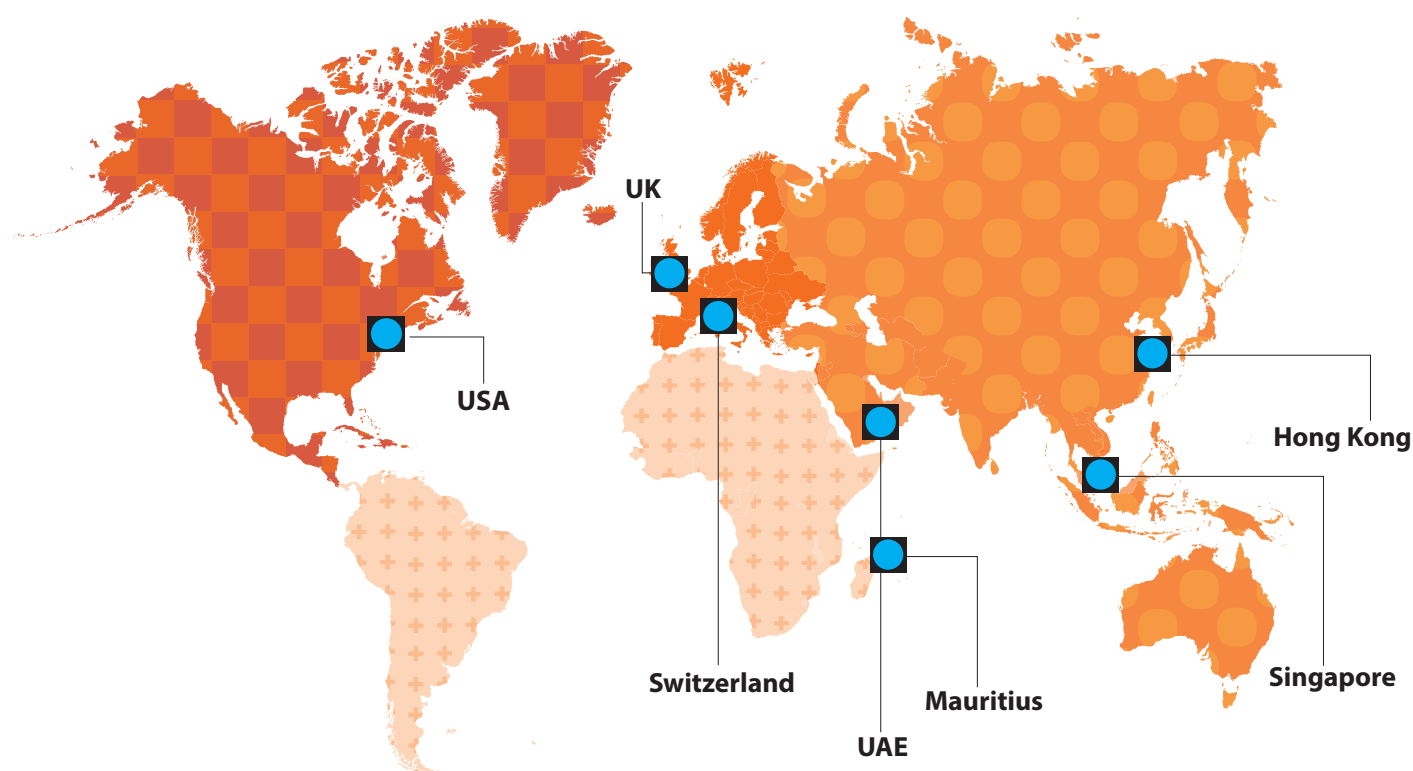 UK
USA
Hong Kong
Switzerland
Singapore
Mauritius
UAE